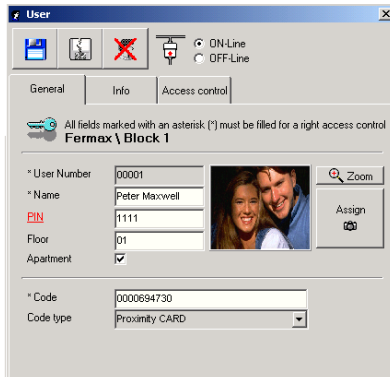 User
ON-Line
OFF-Line
General Info Access control
All fields marked with an asterisk (*) must be filled for a right access control
Fermax \ Block 1
* User Number 00001
* Name Peter Maxwell
PIN 1111
Floor 01
Apartment
Zoom
Assign
* Code 0000694730
Code type Proximity CARD